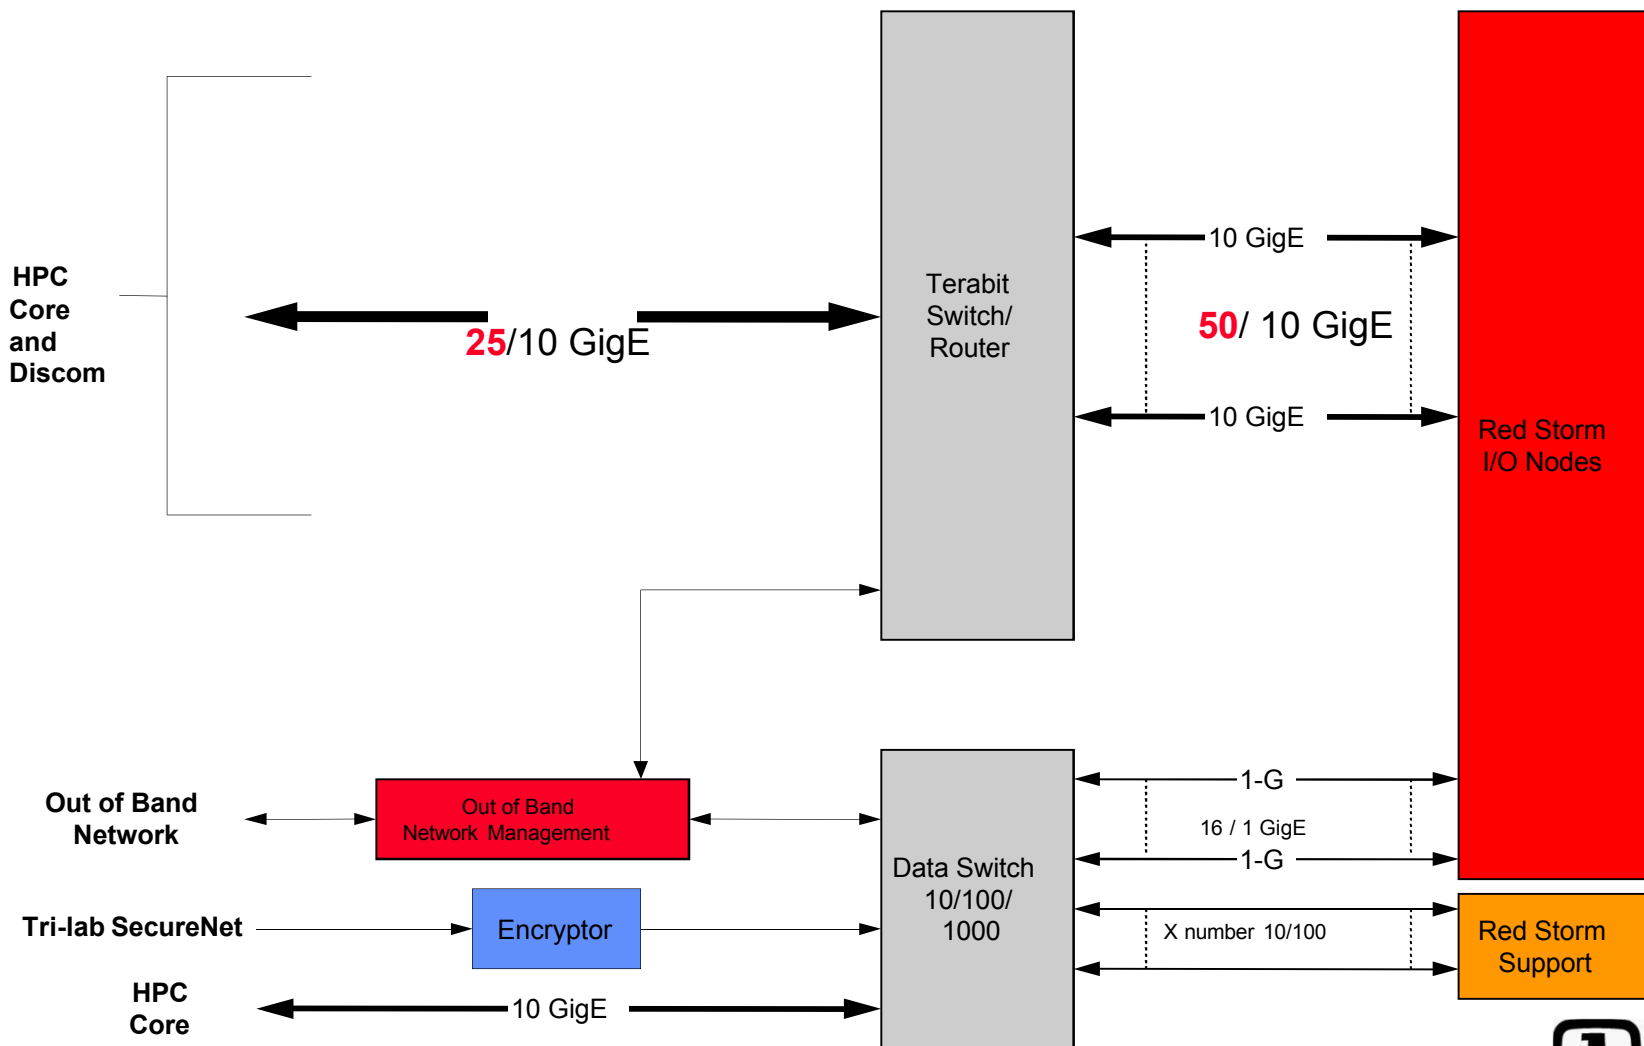 HPC
Core
and
Discom
25/10 GigE
Terabit
Switch/
Router
10 GigE
50/ 10 GigE
10 GigE
Red Storm
I/O Nodes
Out of Band
Network
Out of Band
Network Management
Tri-lab SecureNet
Encryptor
HPC
Core
10 GigE
Data Switch
10/100/
1000
1-G
16 / 1 GigE
1-G
X number 10/100
Red Storm
Support